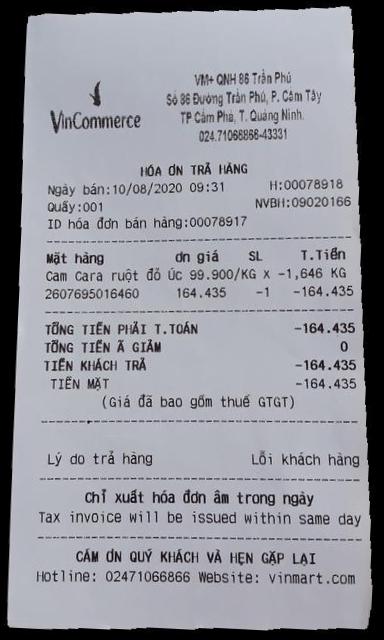 VinCommerce
VM+ QNH 86 Trần Phú
Số 86 Đường Trần Phú, P. Cẩm Tây
TP Cẩm Phả, T. Quảng Ninh.
024.71066866-43331
HÓA ƠN TRẢ HÀNG
Ngày bán:10/08/2020 09:31 H:00078918
Quầy:001 NVBH:09020166
ID hóa đơn bán hàng:00078917
Mặt hàng ơn giá SL T.Tiền
Cam Cara ruột đỏ Úc 99.900/KG X -1,646 KG
2607695016460 164.435 -1 -164.435
TỔNG TIỀN PHẢI T.TOÁN -164.435
TỔNG TIỀN Ã GIẢM 0
TIỀN KHÁCH TRẢ -164.435
TIỀN MẶT -164.435
(Giá đã bao gồm thuế GTGT)
Lý do trả hàng Lỗi khách hàng
Chỉ xuất hóa đơn âm trong ngày
Tax invoice will be issued within same day
CẢM ƠN QUÝ KHÁCH VÀ HẸN GẶP LẠI
Hotline: 02471066866 Website: vinmart.com